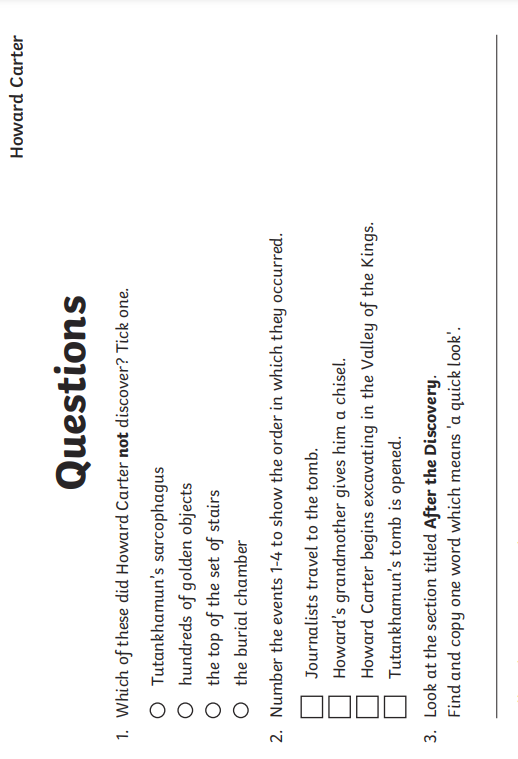 Howard Carter
Questions
1. Which of these did Howard Carter not discover? Tick one.
Tutankhamun's sarcophagus
hundreds of golden objects
the top of the set of stairs
the burial chamber
2. Number the events 1-4 to show the order in which they occurred.
Journalists travel to the tomb.
Howard's grandmother gives him a chisel.
Howard Carter begins excavating in the Valley of the Kings.
Tutankhamun's tomb is opened.
3. Look at the section titled After the Discovery.
Find and copy one word which means 'a quick look'.